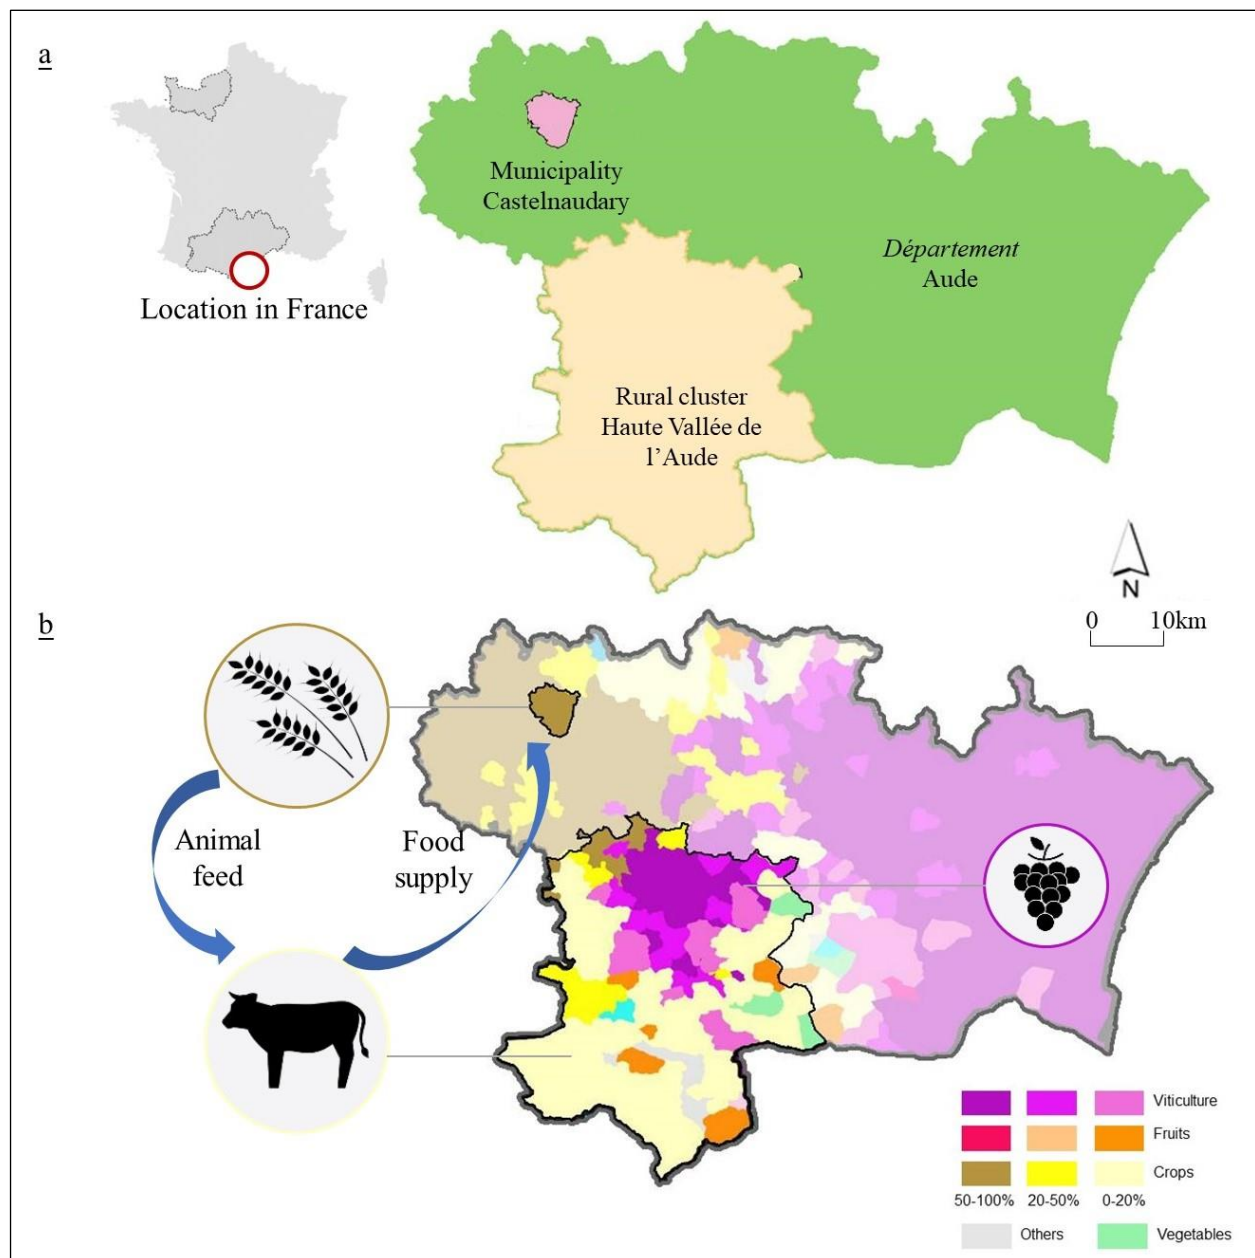 a
Location in France
Municipality
Castelnaudary
Département
Aude
Rural cluster
Haute Vallée de
l’Aude
N
0 10km
b
Animal
feed
Food
supply
Viticulture
Fruits
Crops
50-100% 20-50% 0-20%
Others Vegetables